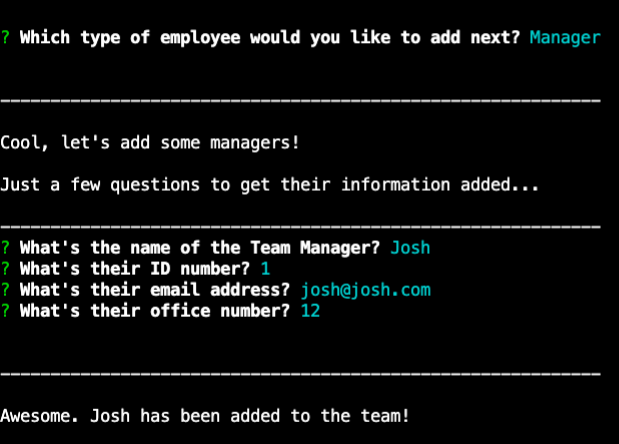 ? Which type of employee would you like to add next? Manager
____________________________________________________________
Cool, let's add some managers!
Just a few questions to get their information added...
____________________________________________________________
? What's the name of the Team Manager? Josh
? What's their ID number? 1
? What's their email address? josh@josh.com
? What's their office number? 12
____________________________________________________________
Awesome. Josh has been added to the team!